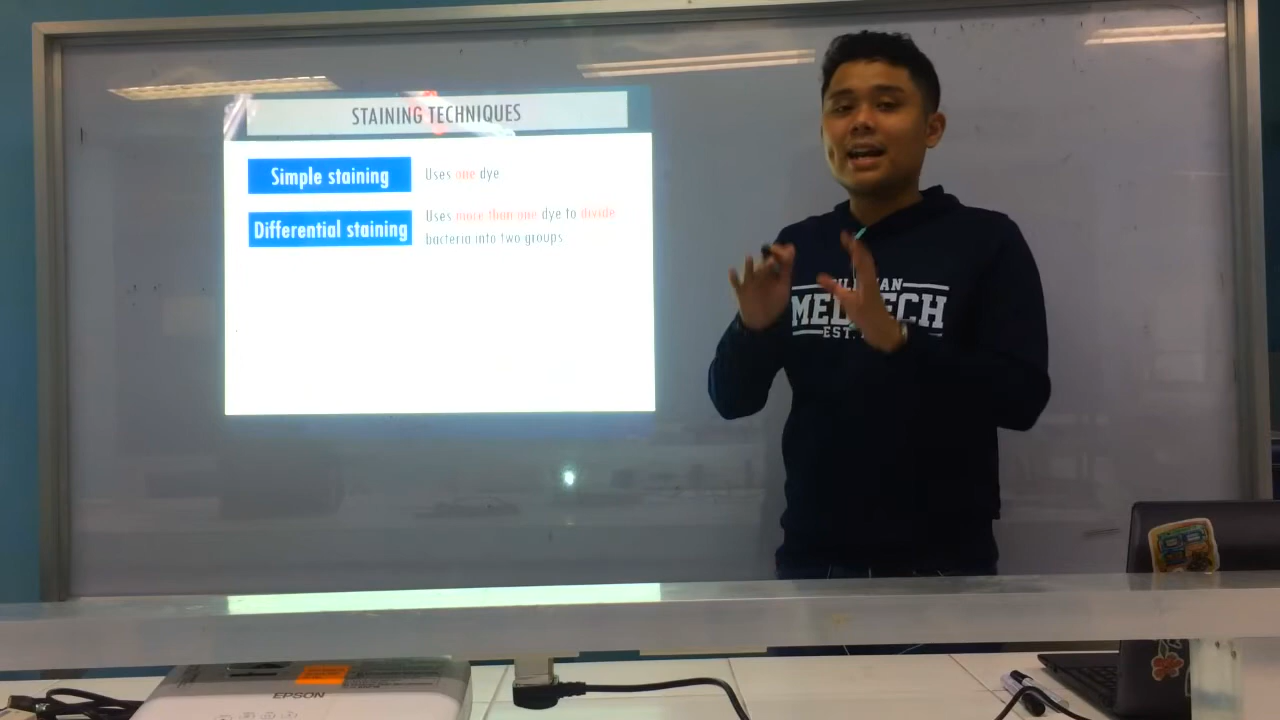 STAINING TECHNIQUES
Simple staining
Uses one dye
Differential staining
Uses more than one dye to divide
bacteria into two groups
MEDTECH
EST.
EPSON